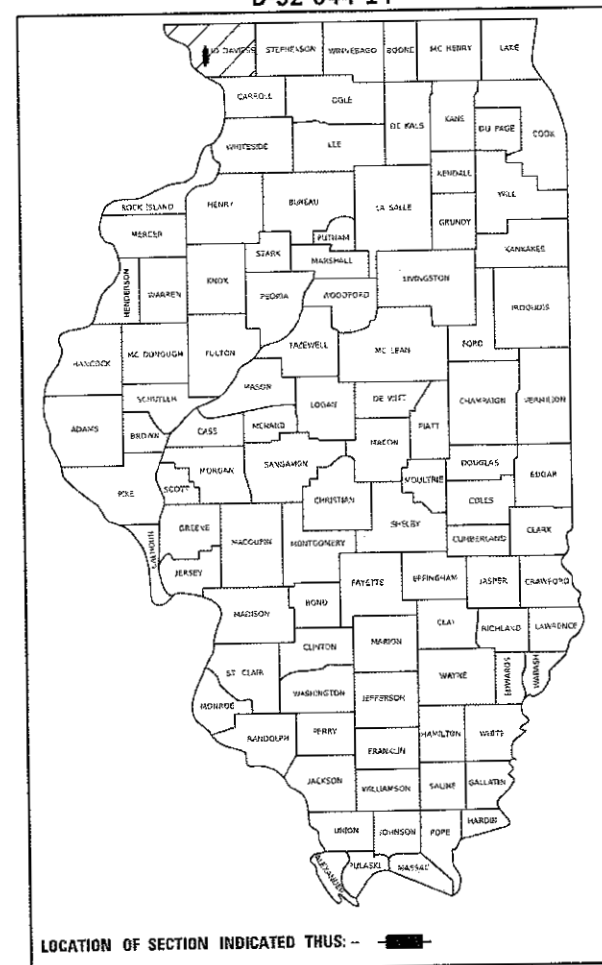 D-92-044-14
JO DAVIESS STEPHENSON WINNEBAGO BOONE MC HENRY LAKE
CARROLL OGLE DE KALB KANE DU PAGE COOK
WHITESIDE LEE KENDALL WILL
ROCK ISLAND HENRY BUREAU LA SALLE GRUNDY
MERCER PUTNAM KANKAKEE
STARK MARSHALL
HENDERSON WARREN KNOX PEORIA WOODFORD LIVINGSTON IROQUOIS
HANCOCK MC DONOUGH FULTON TAZEWELL MC LEAN FORD
SCHUYLER MASON LOGAN DE WITT CHAMPAIGN VERMILION
ADAMS BROWN CASS MENARD MACON PIATT
PIKE SCOTT MORGAN SANGAMON CHRISTIAN MOULTRIE DOUGLAS EDGAR
COLES
CALHOUN GREENE MACOUPIN MONTGOMERY SHELBY CUMBERLAND CLARK
JERSEY FAYETTE EFFINGHAM JASPER CRAWFORD
MADISON BOND CLAY RICHLAND LAWRENCE
CLINTON MARION
ST CLAIR WASHINGTON WAYNE EDWARDS WABASH
MONROE JEFFERSON
RANDOLPH PERRY HAMILTON WHITE
FRANKLIN
JACKSON WILLIAMSON SALINE GALLATIN
UNION JOHNSON POPE HARDIN
ALEXANDER PULASKI MASSAC
LOCATION OF SECTION INDICATED THUS: --